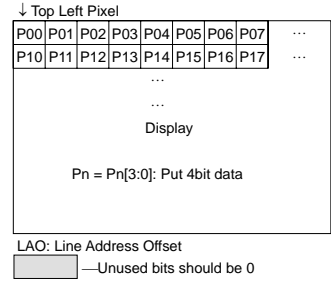 ↓ Top Left Pixel
P00 P01 P02 P03 P04 P05 P06 P07 …
P10 P11 P12 P13 P14 P15 P16 P17 …
…
…
Display
Pn = Pn[3:0]: Put 4bit data
LAO: Line Address Offset
—Unused bits should be 0